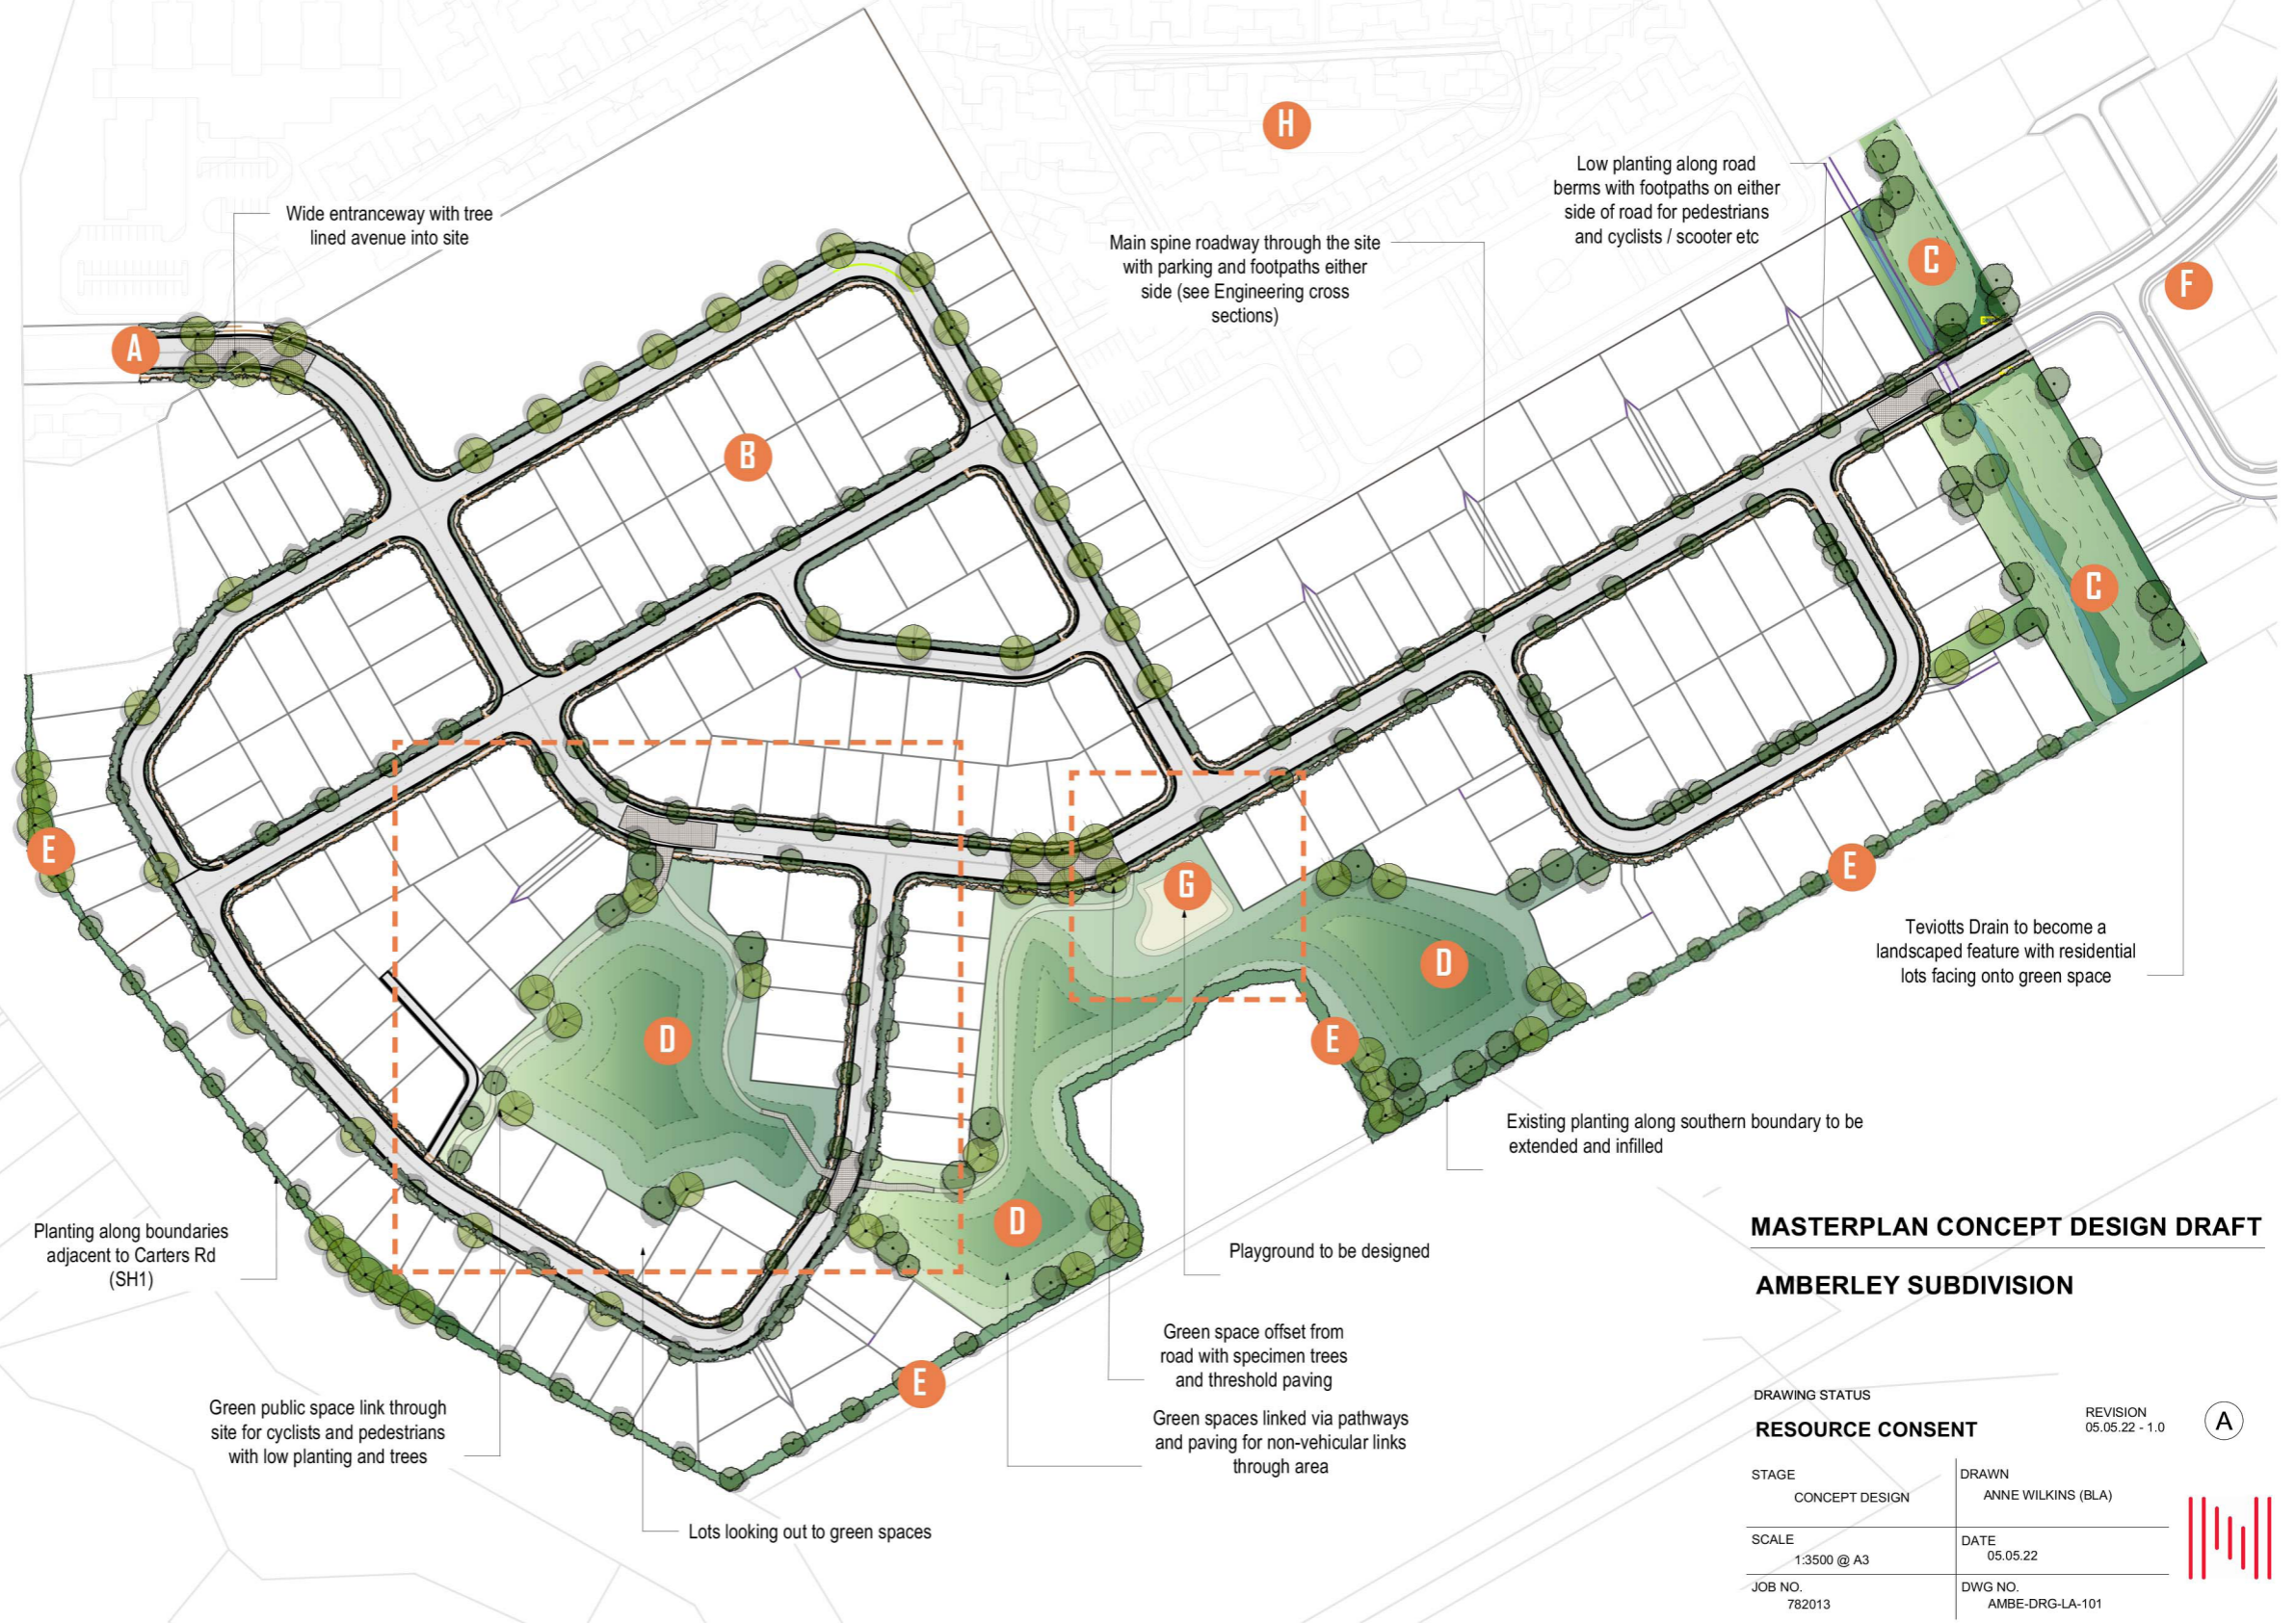 H
Low planting along road
berms with footpaths on either
side of road for pedestrians
and cyclists / scooter etc
Wide entranceway with tree
lined avenue into site
Main spine roadway through the site
with parking and footpaths either
side (see Engineering cross
sections)
C
F
A
B
C
E
G
E
D
Teviotts Drain to become a
landscaped feature with residential
lots facing onto green space
D
E
Existing planting along southern boundary to be
extended and infilled
D
Planting along boundaries
adjacent to Carters Rd
(SH1)
Playground to be designed
MASTERPLAN CONCEPT DESIGN DRAFT
AMBERLEY SUBDIVISION
Green space offset from
road with specimen trees
and threshold paving
E
Green public space link through
site for cyclists and pedestrians
with low planting and trees
Green spaces linked via pathways
and paving for non-vehicular links
through area
Lots looking out to green spaces
DRAWING STATUS
RESOURCE CONSENT
REVISION
05.05.22 - 1.0
A
STAGE
CONCEPT DESIGN
DRAWN
ANNE WILKINS (BLA)
SCALE
1:3500 @ A3
DATE
05.05.22
JOB NO.
782013
DWG NO.
AMBE-DRG-LA-101